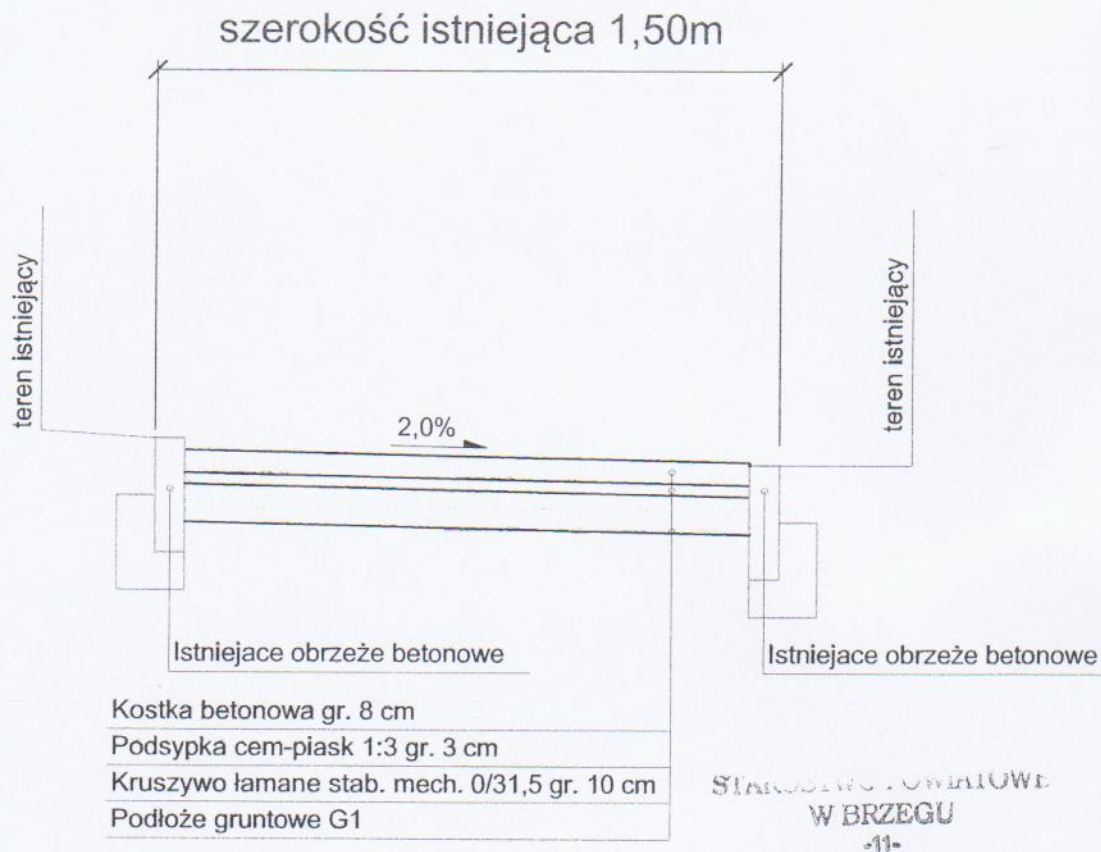 szerokość istniejąca 1,50m
teren istniejący
teren istniejący
2,0%
Istniejace obrzeże betonowe
Istniejace obrzeże betonowe
Kostka betonowa gr. 8 cm
Podsypka cem-piask 1:3 gr. 3 cm
Kruszywo łamane stab. mech. 0/31,5 gr. 10 cm
Podłoże gruntowe G1
W BRZEGU
-11-